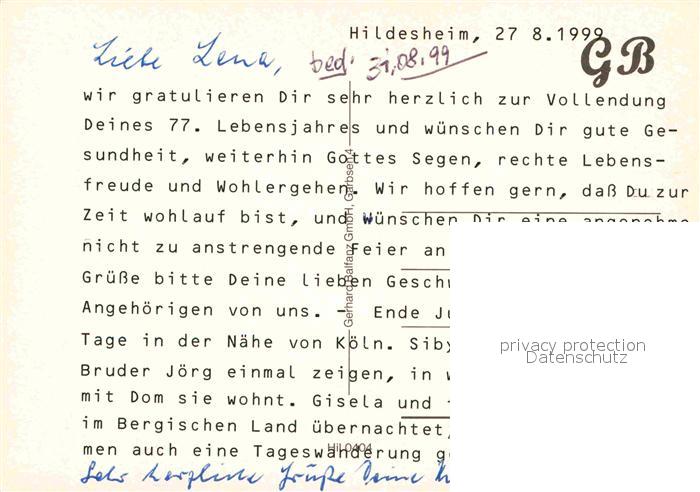 Hildesheim, 27 8.1999
Liebe Lena,
bed. 31.08.99
GB
wir gratulieren Dir sehr herzlich zur Vollendung
Deines 77. Lebensjahres und wünschen Dir gute Ge-
sundheit, weiterhin Gottes Segen, rechte Lebens-
freude und Wohlergehen. Wir hoffen gern, daß Du zur
Zeit wohlauf bist, und wünschen Dir eine angenehme
nicht zu anstrengende Feier an
Grüße bitte Deine lieben Geschw
Angehörigen von uns. - Ende Ju
Tage in der Nähe von Köln. Siby
Bruder Jörg einmal zeigen, in w
mit Dom sie wohnt. Gisela und
im Bergischen Land übernachtet,
men auch eine Tageswanderung g
Sehr herzliche Grüße Deine
Gerhard Balfanz GmbH, Garbsen 4
Hil 0404
privacy protection
Datenschutz